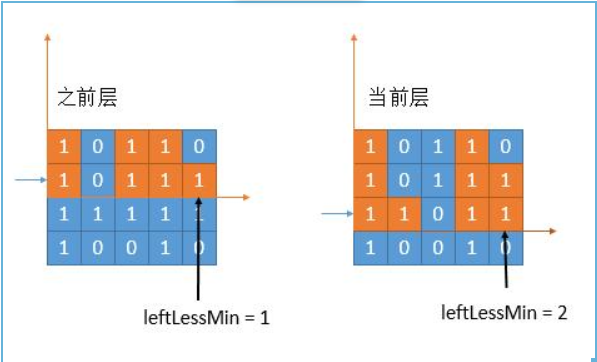 之前层
当前层
1 0 1 1 0
1 0 1 1 0
1 0 1 1 1
1 0 1 1 1
1 1 1 1 1
1 1 0 1 1
1 0 0 1 0
1 0 0 1 0
leftLessMin = 1
leftLessMin = 2